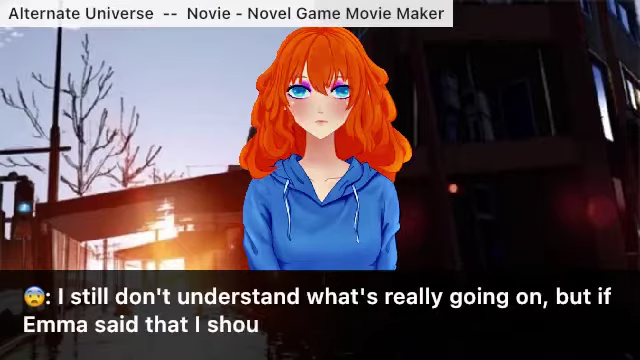 Alternate Universe -- Novie - Novel Game Movie Maker
😨: I still don't understand what's really going on, but if
Emma said that I shou